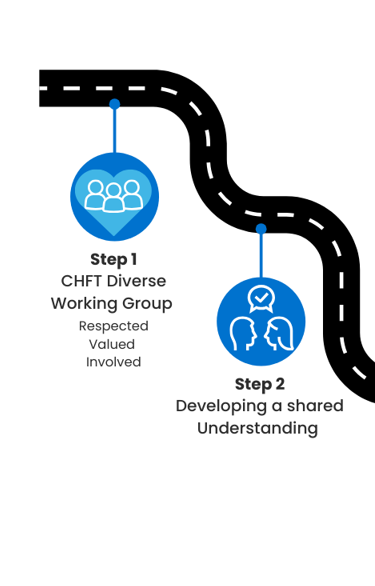 Step 1
CHFT Diverse
Working Group
Respected
Valued
Involved
Step 2
Developing a shared
Understanding